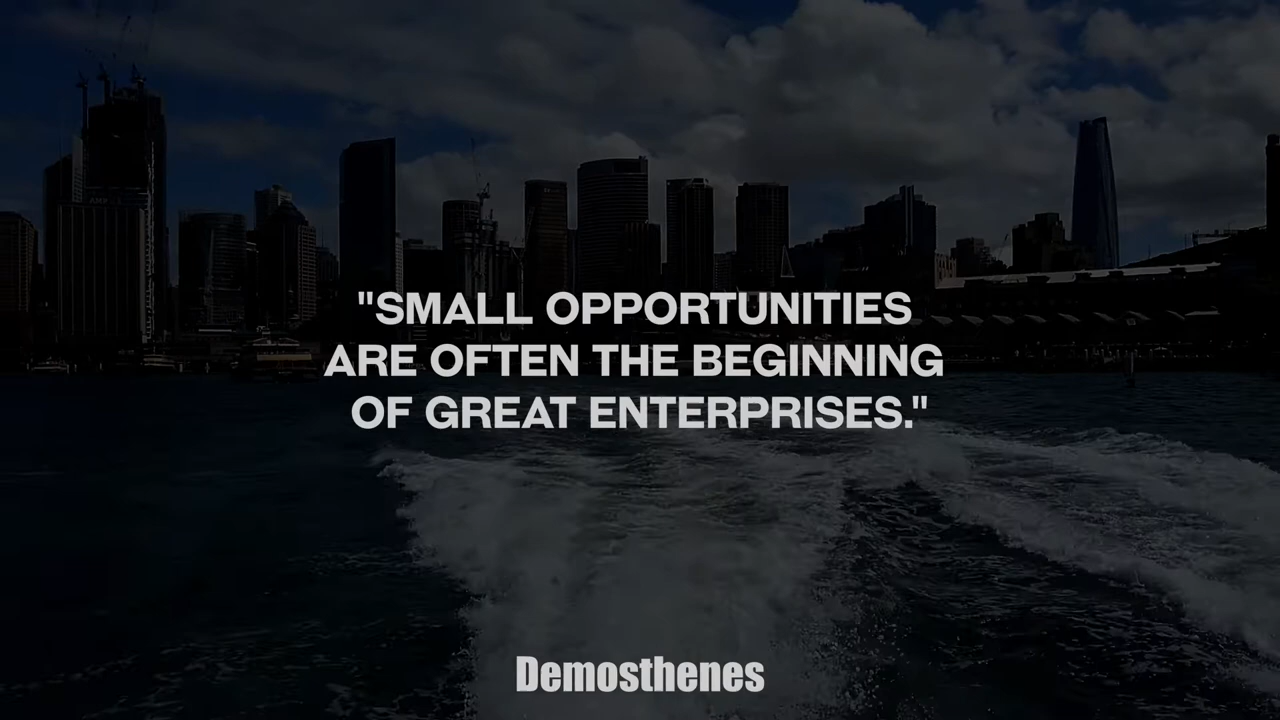 "SMALL OPPORTUNITIES
ARE OFTEN THE BEGINNING
OF GREAT ENTERPRISES."
Demosthenes